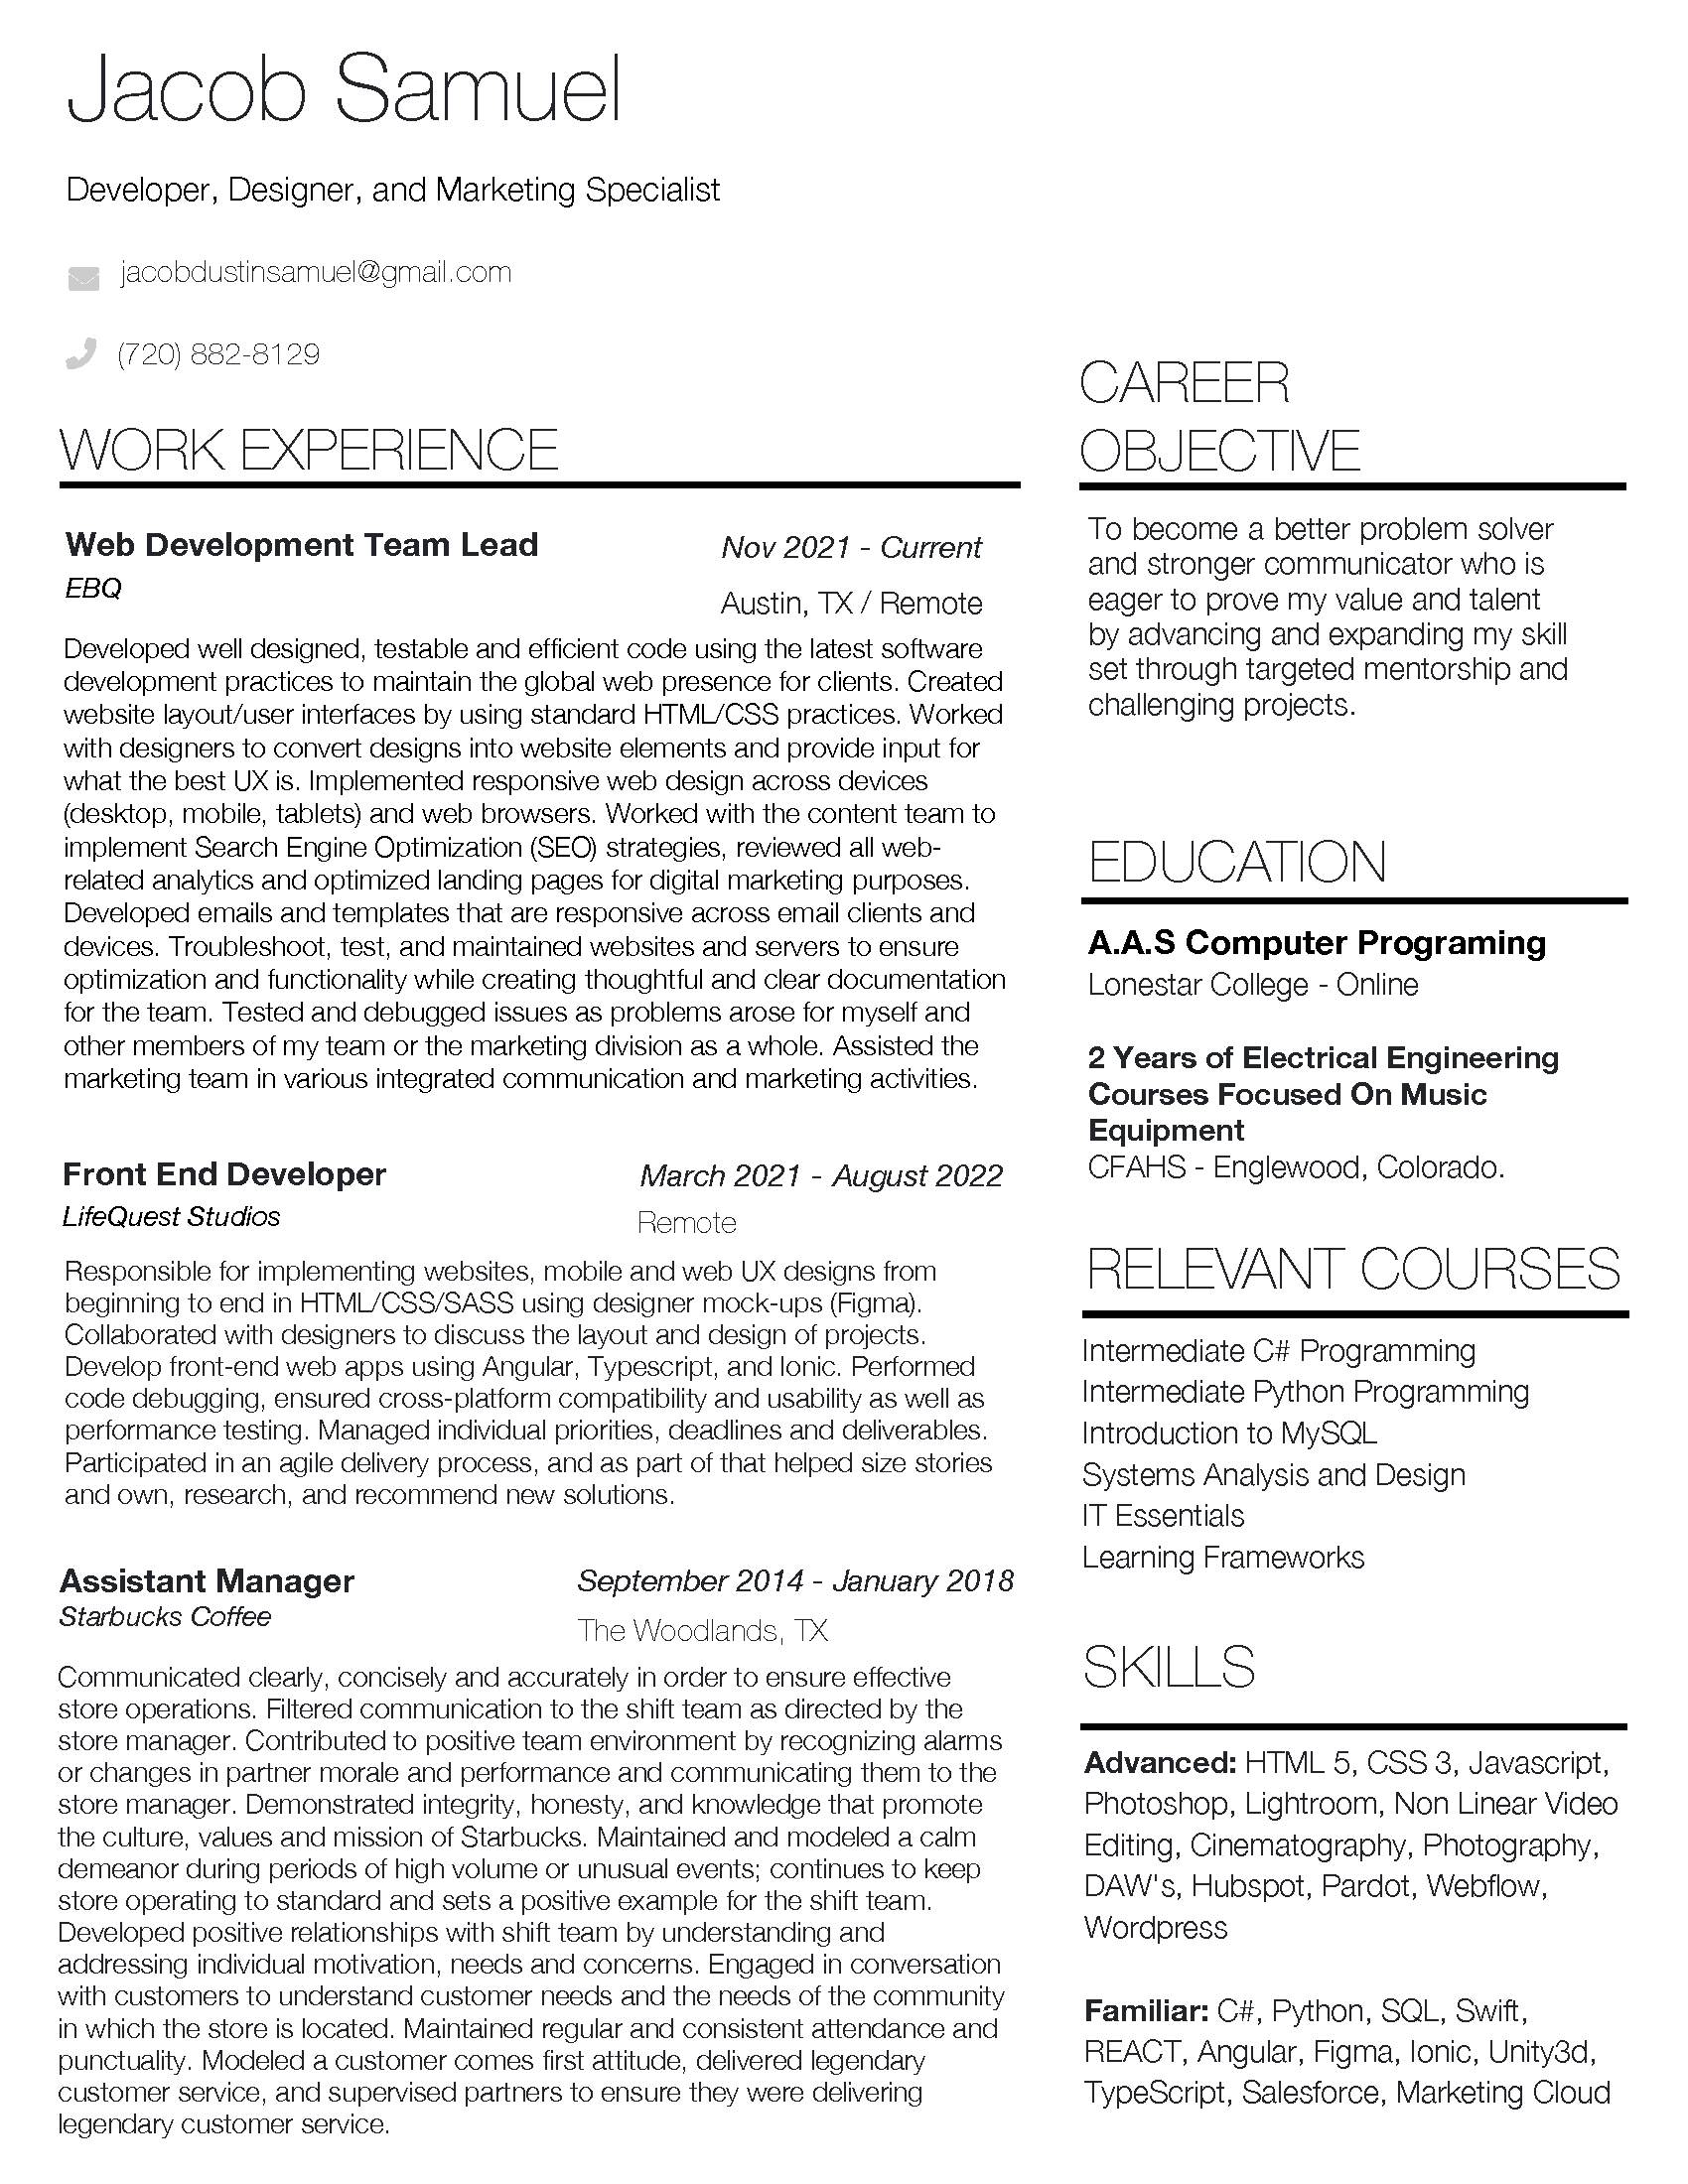 Jacob Samuel
Developer, Designer, and Marketing Specialist
jacobdustinsamuel@gmail.com
(720) 882-8129
WORK EXPERIENCE
Web Development Team Lead
Nov 2021 - Current
EBQ
Austin, TX / Remote
Developed well designed, testable and efficient code using the latest software
development practices to maintain the global web presence for clients. Created
website layout/user interfaces by using standard HTML/CSS practices. Worked
with designers to convert designs into website elements and provide input for
what the best UX is. Implemented responsive web design across devices
(desktop, mobile, tablets) and web browsers. Worked with the content team to
implement Search Engine Optimization (SEO) strategies, reviewed all web-
related analytics and optimized landing pages for digital marketing purposes.
Developed emails and templates that are responsive across email clients and
devices. Troubleshoot, test, and maintained websites and servers to ensure
optimization and functionality while creating thoughtful and clear documentation
for the team. Tested and debugged issues as problems arose for myself and
other members of my team or the marketing division as a whole. Assisted the
marketing team in various integrated communication and marketing activities.
Front End Developer
March 2021 - August 2022
LifeQuest Studios
Remote
Responsible for implementing websites, mobile and web UX designs from
beginning to end in HTML/CSS/SASS using designer mock-ups (Figma).
Collaborated with designers to discuss the layout and design of projects.
Develop front-end web apps using Angular, Typescript, and Ionic. Performed
code debugging, ensured cross-platform compatibility and usability as well as
performance testing. Managed individual priorities, deadlines and deliverables.
Participated in an agile delivery process, and as part of that helped size stories
and own, research, and recommend new solutions.
Assistant Manager
September 2014 - January 2018
Starbucks Coffee
The Woodlands, TX
Communicated clearly, concisely and accurately in order to ensure effective
store operations. Filtered communication to the shift team as directed by the
store manager. Contributed to positive team environment by recognizing alarms
or changes in partner morale and performance and communicating them to the
store manager. Demonstrated integrity, honesty, and knowledge that promote
the culture, values and mission of Starbucks. Maintained and modeled a calm
demeanor during periods of high volume or unusual events; continues to keep
store operating to standard and sets a positive example for the shift team.
Developed positive relationships with shift team by understanding and
addressing individual motivation, needs and concerns. Engaged in conversation
with customers to understand customer needs and the needs of the community
in which the store is located. Maintained regular and consistent attendance and
punctuality. Modeled a customer comes first attitude, delivered legendary
customer service, and supervised partners to ensure they were delivering
legendary customer service.
CAREER
OBJECTIVE
To become a better problem solver
and stronger communicator who is
eager to prove my value and talent
by advancing and expanding my skill
set through targeted mentorship and
challenging projects.
EDUCATION
A.A.S Computer Programing
Lonestar College - Online
2 Years of Electrical Engineering
Courses Focused On Music
Equipment
CFAHS - Englewood, Colorado.
RELEVANT COURSES
Intermediate C# Programming
Intermediate Python Programming
Introduction to MySQL
Systems Analysis and Design
IT Essentials
Learning Frameworks
SKILLS
Advanced: HTML 5, CSS 3, Javascript,
Photoshop, Lightroom, Non Linear Video
Editing, Cinematography, Photography,
DAW's, Hubspot, Pardot, Webflow,
Wordpress
Familiar: C#, Python, SQL, Swift,
REACT, Angular, Figma, Ionic, Unity3d,
TypeScript, Salesforce, Marketing Cloud